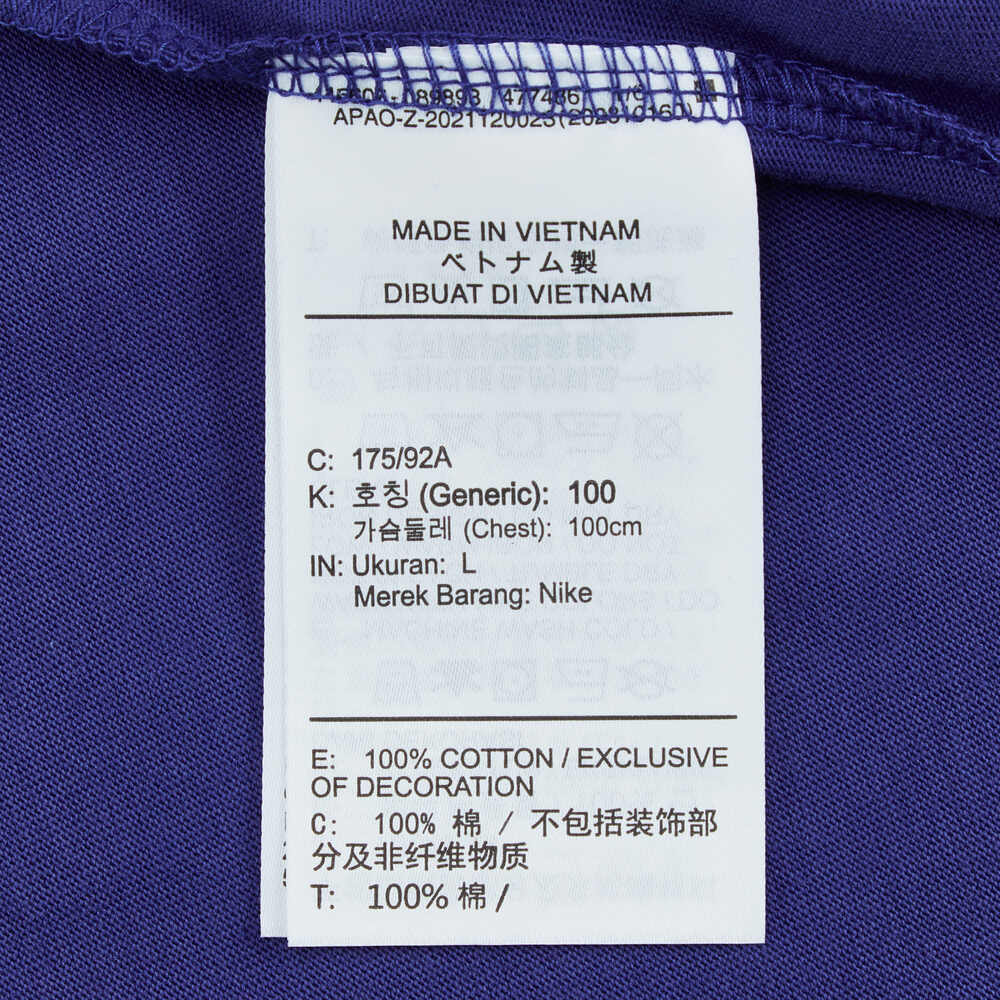 APAO-Z-2021120023
MADE IN VIETNAM
ベトナム製
DIBUAT DI VIETNAM
C: 175/92A
K: 호칭 (Generic): 100
가슴둘레 (Chest): 100cm
IN: Ukuran: L
Merek Barang: Nike
E: 100% COTTON / EXCLUSIVE
OF DECORATION
C: 100% 棉 / 不包括装饰部
分及非纤维物质
T: 100% 棉 /